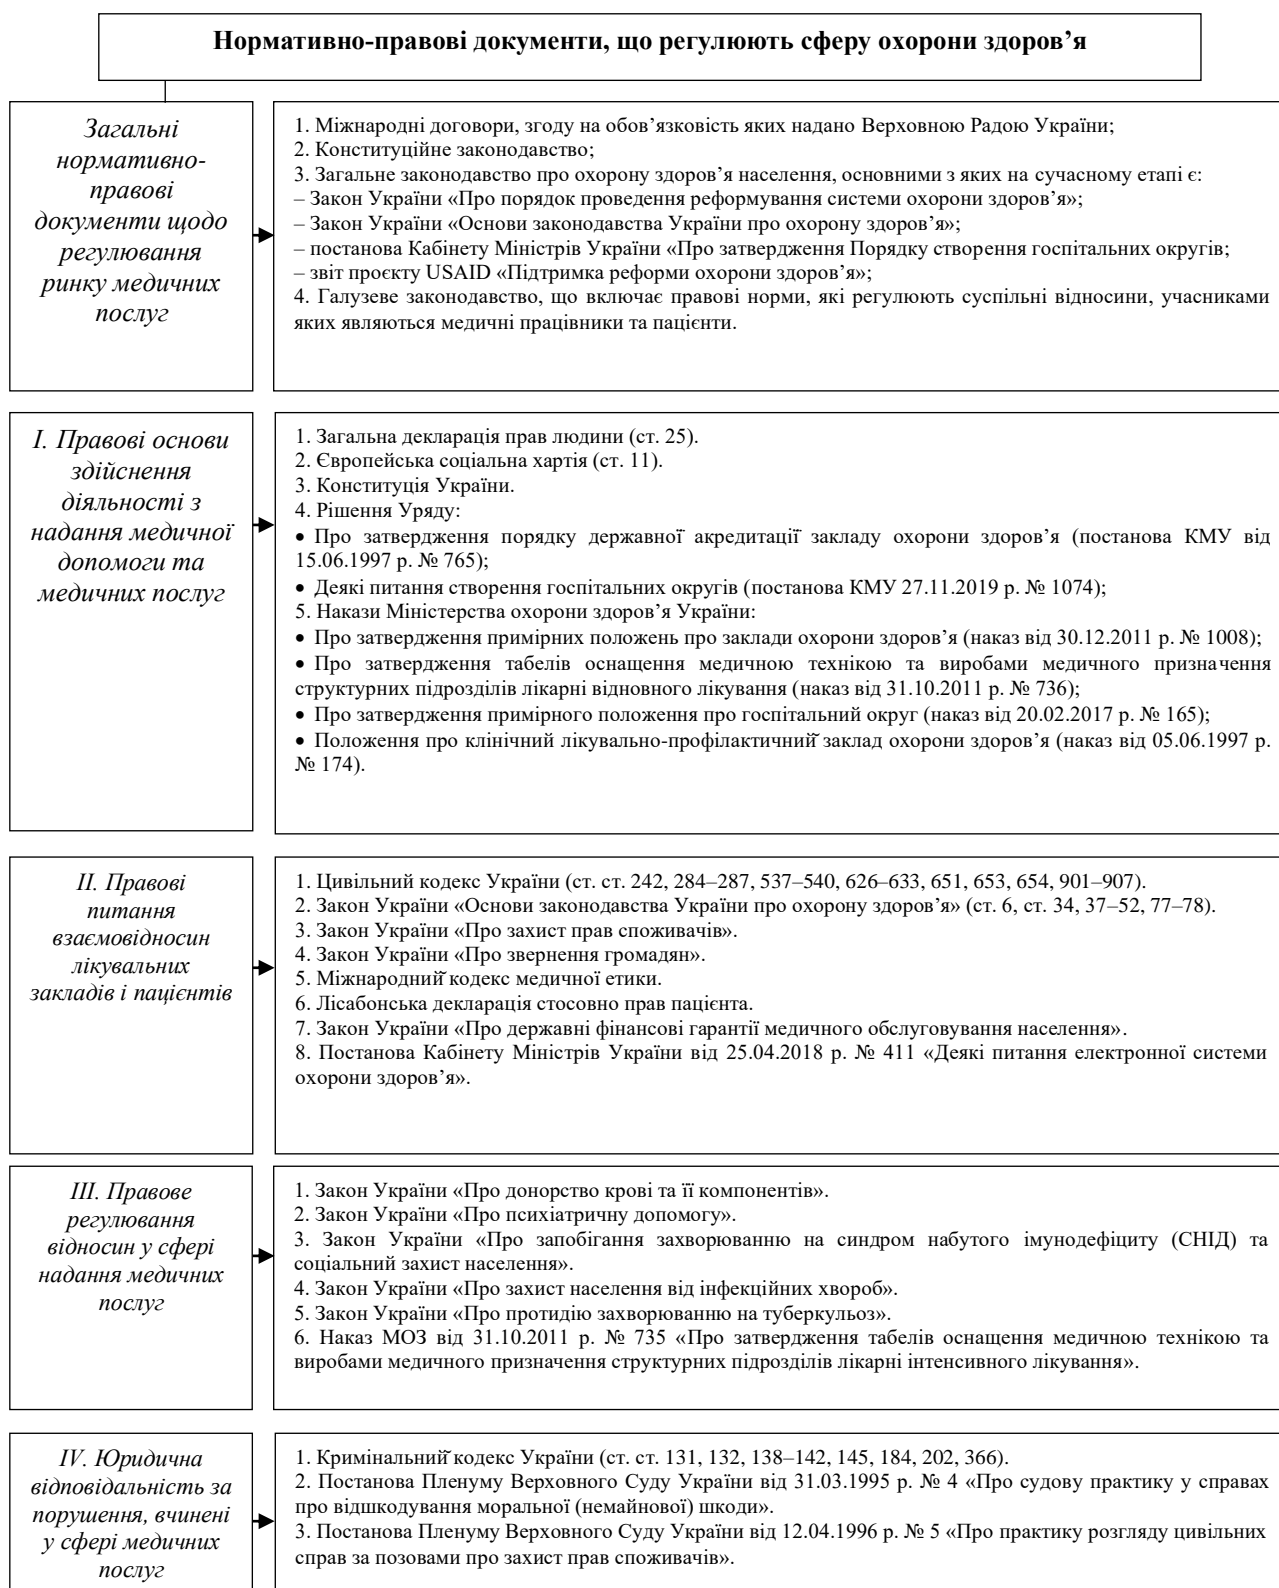 Нормативно-правові документи, що регулюють сферу охорони здоров’я
Загальні
нормативно-
правові
документи щодо
регулювання
ринку медичних
послуг
1. Міжнародні договори, згоду на обов’язковість яких надано Верховною Радою України;
2. Конституційне законодавство;
3. Загальне законодавство про охорону здоров’я населення, основними з яких на сучасному етапі є:
– Закон України «Про порядок проведення реформування системи охорони здоров’я»;
– Закон України «Основи законодавства України про охорону здоров’я»;
– постанова Кабінету Міністрів України «Про затвердження Порядку створення госпітальних округів;
– звіт проєкту USAID «Підтримка реформи охорони здоров’я»;
4. Галузеве законодавство, що включає правові норми, які регулюють суспільні відносини, учасниками
яких являються медичні працівники та пацієнти.
I. Правові основи
здійснення
діяльності з
надання медичної
допомоги та
медичних послуг
1. Загальна декларація прав людини (ст. 25).
2. Європейська соціальна хартія (ст. 11).
3. Конституція України.
4. Рішення Уряду:
• Про затвердження порядку державної акредитації закладу охорони здоров’я (постанова КМУ від
15.06.1997 р. № 765);
• Деякі питання створення госпітальних округів (постанова КМУ 27.11.2019 р. № 1074);
5. Накази Міністерства охорони здоров’я України:
• Про затвердження примірних положень про заклади охорони здоров’я (наказ від 30.12.2011 р. № 1008);
• Про затвердження табелів оснащення медичною технікою та виробами медичного призначення
структурних підрозділів лікарні відновного лікування (наказ від 31.10.2011 р. № 736);
• Про затвердження примірного положення про госпітальний округ (наказ від 20.02.2017 р. № 165);
• Положення про клінічний лікувально-профілактичний заклад охорони здоров’я (наказ від 05.06.1997 р.
№ 174).
II. Правові
питання
взаємовідносин
лікувальних
закладів і пацієнтів
1. Цивільний кодекс України (ст. ст. 242, 284–287, 537–540, 626–633, 651, 653, 654, 901–907).
2. Закон України «Основи законодавства України про охорону здоров’я» (ст. 6, ст. 34, 37–52, 77–78).
3. Закон України «Про захист прав споживачів».
4. Закон України «Про звернення громадян».
5. Міжнародний кодекс медичної етики.
6. Лісабонська декларація стосовно прав пацієнта.
7. Закон України «Про державні фінансові гарантії медичного обслуговування населення».
8. Постанова Кабінету Міністрів України від 25.04.2018 р. № 411 «Деякі питання електронної системи
охорони здоров’я».
III. Правове
регулювання
відносин у сфері
надання медичних
послуг
1. Закон України «Про донорство крові та її компонентів».
2. Закон України «Про психіатричну допомогу».
3. Закон України «Про запобігання захворюванню на синдром набутого імунодефіциту (СНІД) та
соціальний захист населення».
4. Закон України «Про захист населення від інфекційних хвороб».
5. Закон України «Про протидію захворюванню на туберкульоз».
6. Наказ МОЗ від 31.10.2011 р. № 735 «Про затвердження табелів оснащення медичною технікою та
виробами медичного призначення структурних підрозділів лікарні інтенсивного лікування».
IV. Юридична
відповідальність за
порушення, вчинені
у сфері медичних
послуг
1. Кримінальний кодекс України (ст. ст. 131, 132, 138–142, 145, 184, 202, 366).
2. Постанова Пленуму Верховного Суду України від 31.03.1995 р. № 4 «Про судову практику у справах
про відшкодування моральної (немайнової) шкоди».
3. Постанова Пленуму Верховного Суду України від 12.04.1996 р. № 5 «Про практику розгляду цивільних
справ за позовами про захист прав споживачів».